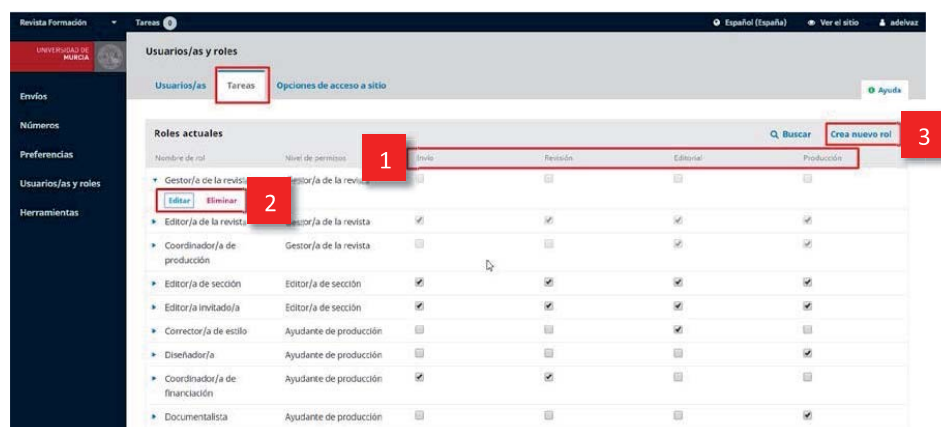 Revista Formación Tareas 0 Español (España) Ver el sitio adelvaz
UNIVERSIDAD DE
MURCIA
Envíos
Números
Preferencias
Usuarios/as y roles
Herramientas
Usuarios/as y roles
Usuarios/as Tareas Opciones de acceso a sitio
Ayuda
Roles actuales Buscar Crea nuevo rol 3
Nombre de rol Nivel de permisos 1 Envío Revisión Editorial Producción
Gestor/a de la revista Gestor/a de la revista
Editar Eliminar 2
Editor/a de la revista Gestor/a de la revista
Coordinador/a de Gestor/a de la revista
producción
Editor/a de sección Editor/a de sección
Editor/a invitado/a Editor/a de sección
Corrector/a de estilo Ayudante de producción
Diseñador/a Ayudante de producción
Coordinador/a de Ayudante de producción
financiación
Documentalista Ayudante de producción